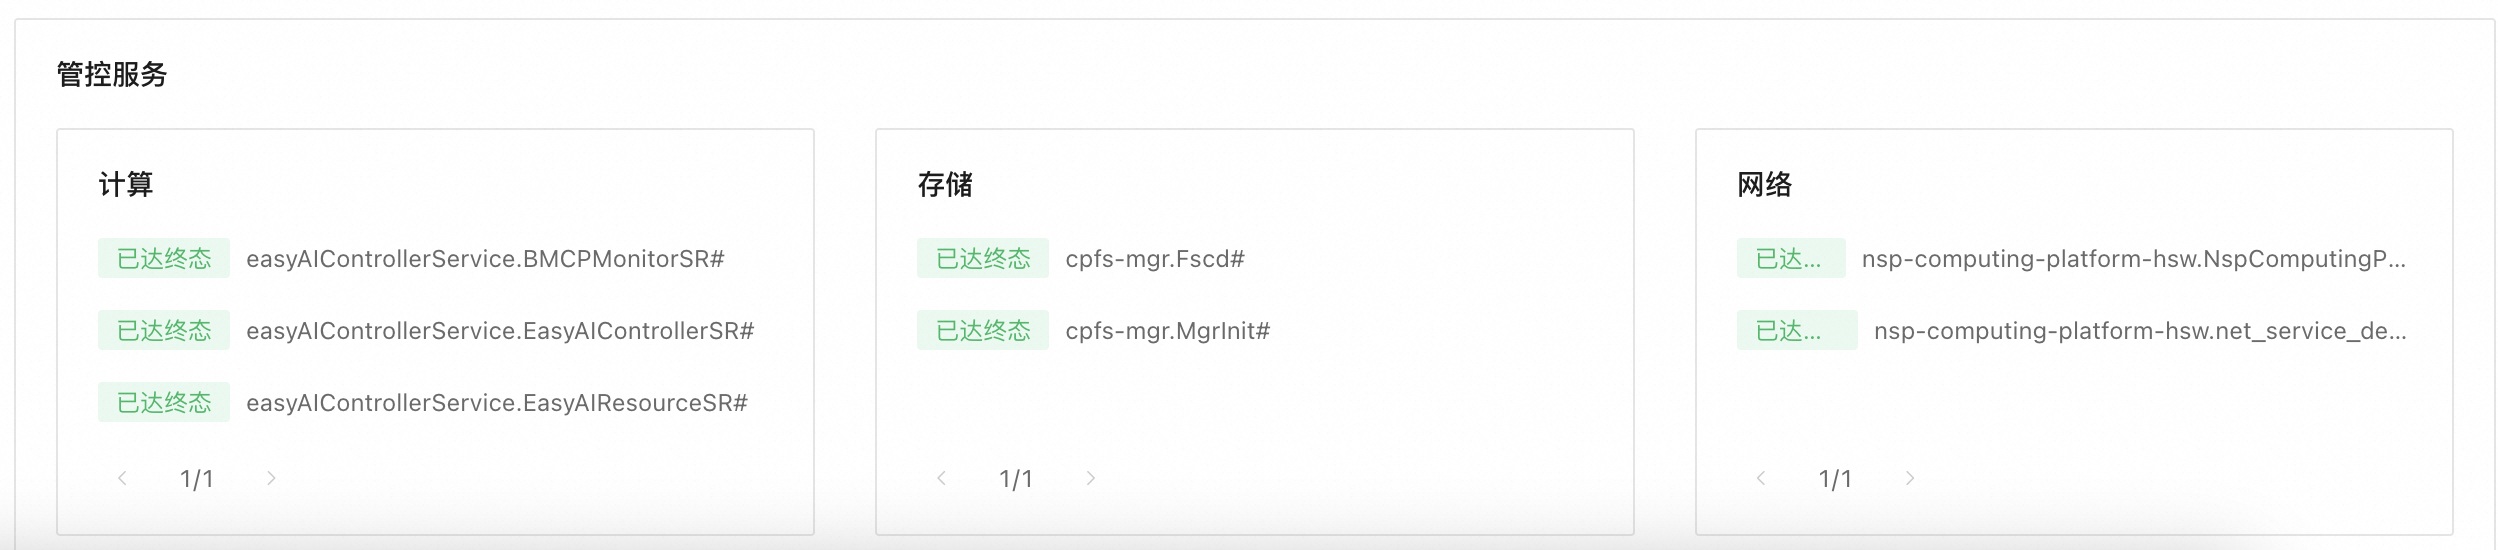 管控服务
计算
已达终态 easyAIControllerService.BMCPMonitorSR#
已达终态 easyAIControllerService.EasyAIControllerSR#
已达终态 easyAIControllerService.EasyAIResourceSR#
1/1
存储
已达终态 cpfs-mgr.Fscd#
已达终态 cpfs-mgr.MgrInit#
1/1
网络
已达... nsp-computing-platform-hsw.NspComputingP...
已达... nsp-computing-platform-hsw.net_service_de...
1/1